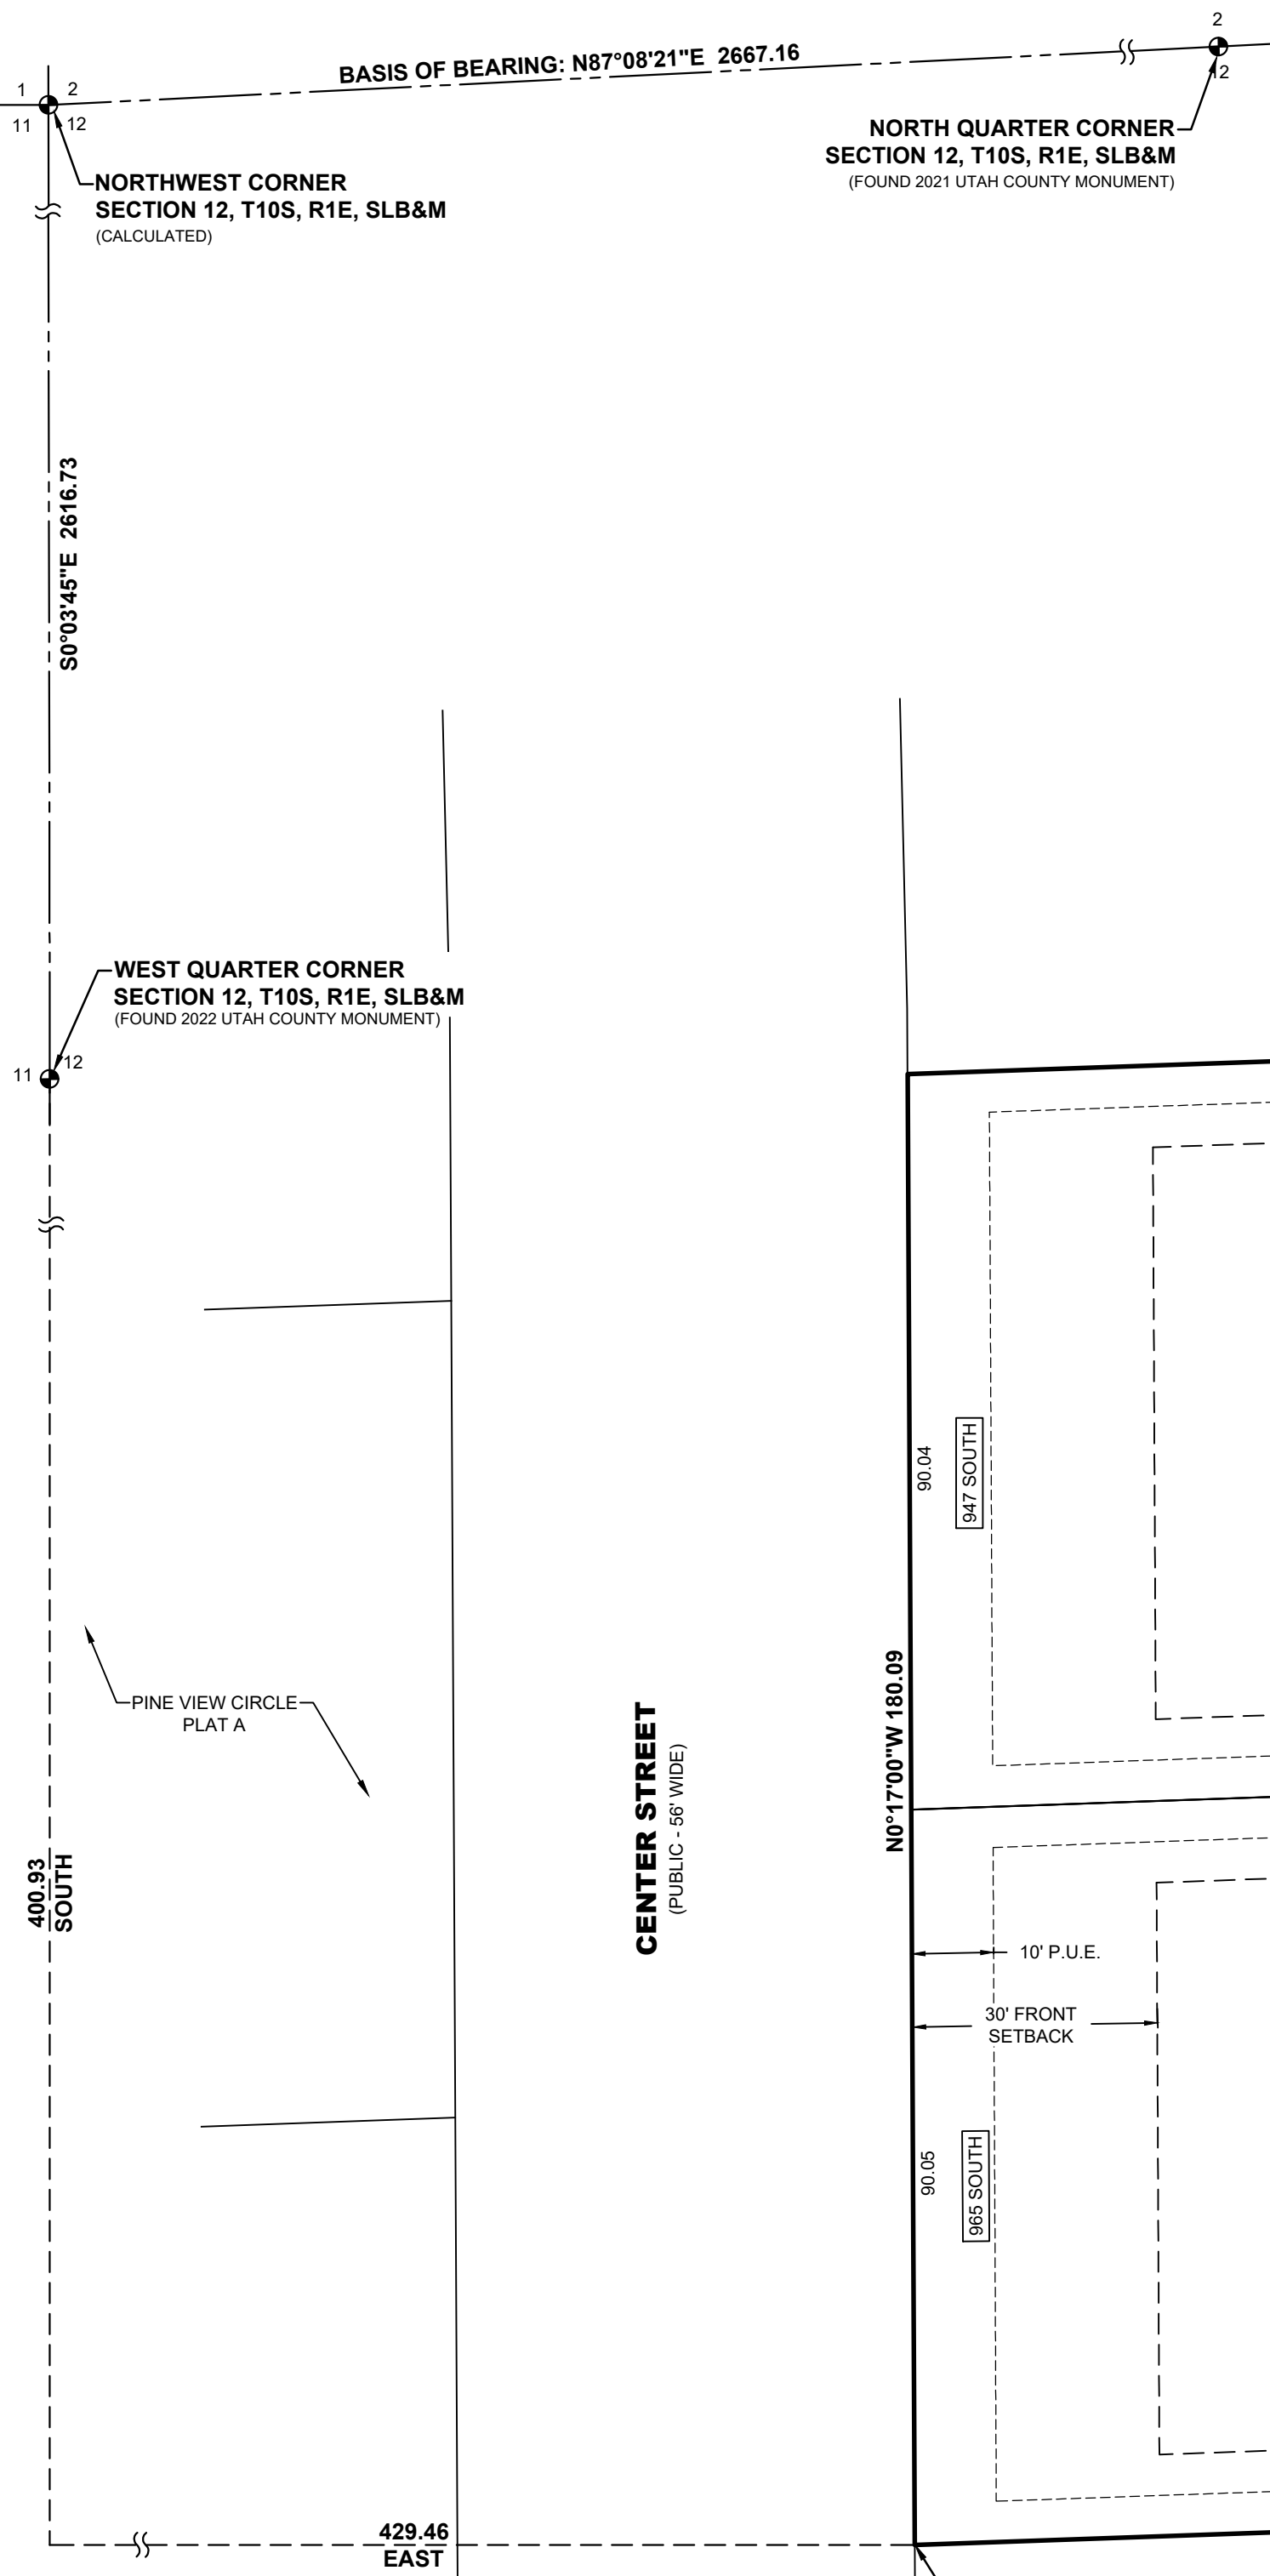 2
BASIS OF BEARING: N87°08'21"E 2667.16
12
1 2
11 12
NORTH QUARTER CORNER
SECTION 12, T10S, R1E, SLB&M
(FOUND 2021 UTAH COUNTY MONUMENT)
NORTHWEST CORNER
SECTION 12, T10S, R1E, SLB&M
(CALCULATED)
S0°03'45"E 2616.73
WEST QUARTER CORNER
SECTION 12, T10S, R1E, SLB&M
(FOUND 2022 UTAH COUNTY MONUMENT)
11 12
90.04
947 SOUTH
N0°17'00"W 180.09
PINE VIEW CIRCLE
PLAT A
CENTER STREET
(PUBLIC - 56' WIDE)
400.93
SOUTH
10' P.U.E.
30' FRONT
SETBACK
90.05
965 SOUTH
429.46
EAST